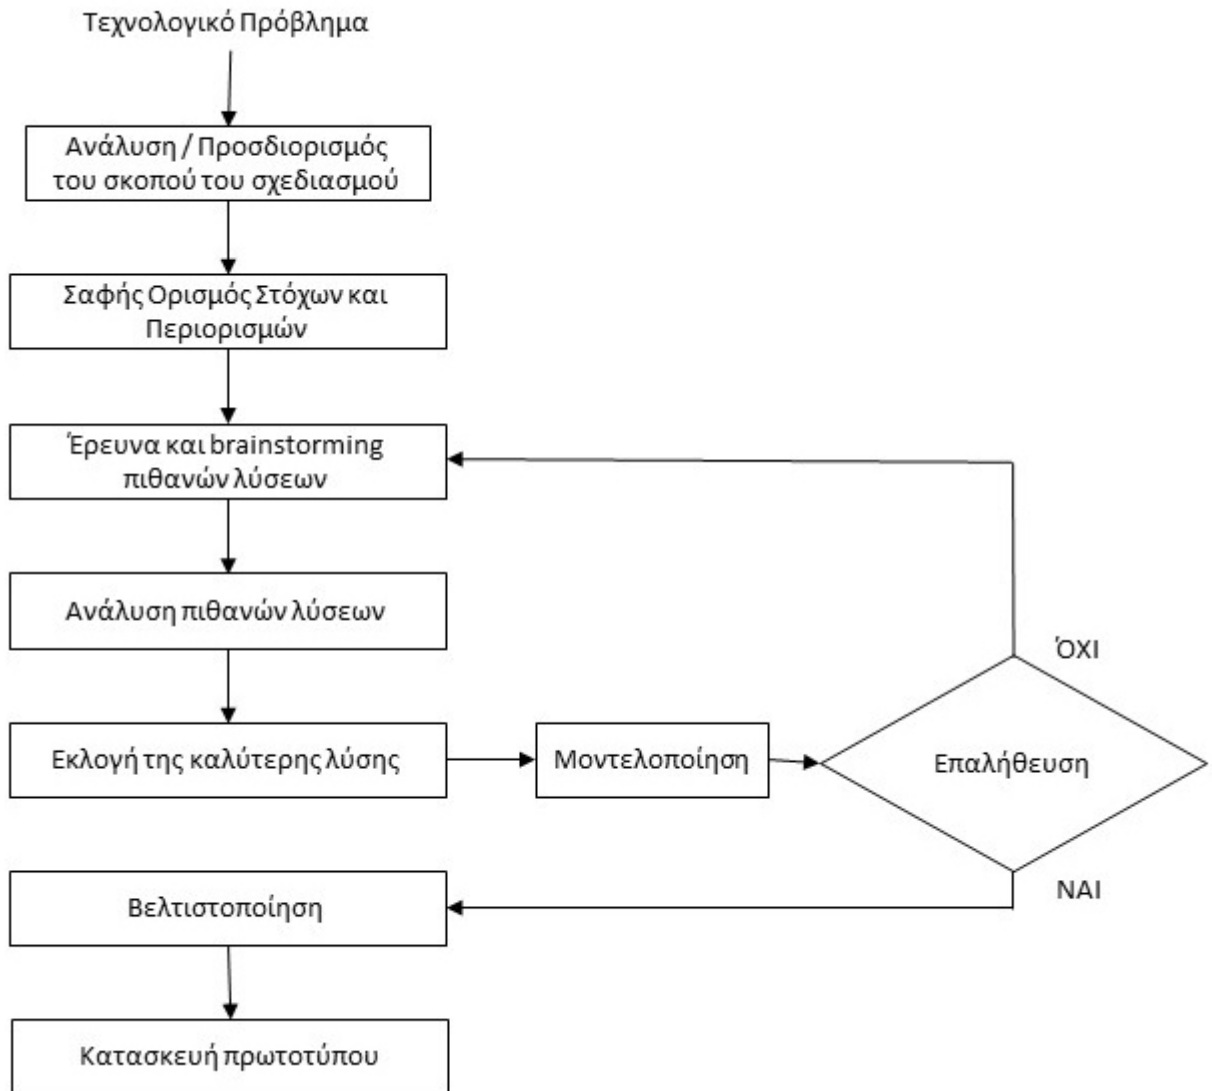 Τεχνολογικό Πρόβλημα
Ανάλυση / Προσδιορισμός
του σκοπού του σχεδιασμού
Σαφής Ορισμός Στόχων και
Περιορισμών
Έρευνα και brainstorming
πιθανών λύσεων
Ανάλυση πιθανών λύσεων
Εκλογή της καλύτερης λύσης
Μοντελοποίηση
Επαλήθευση
ΌΧΙ
ΝΑΙ
Βελτιστοποίηση
Κατασκευή πρωτοτύπου